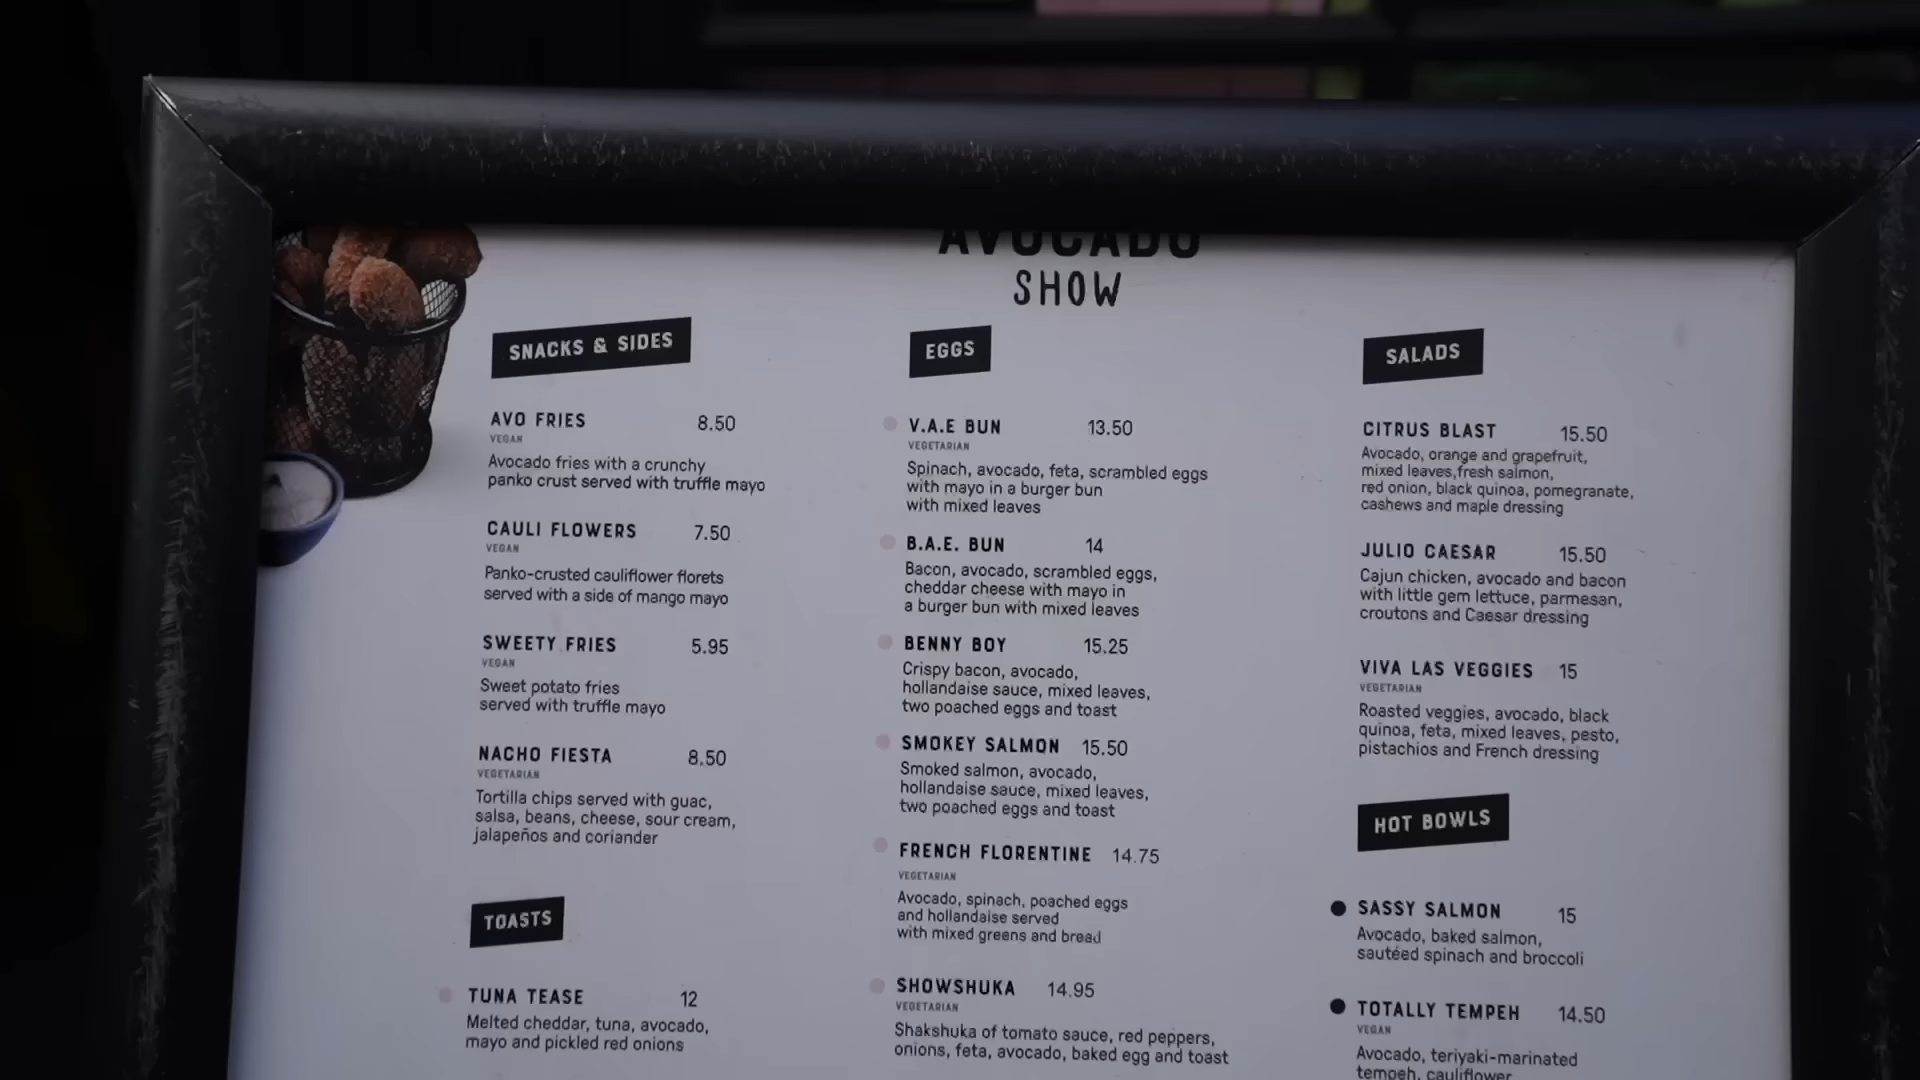 AVOCADO
SHOW
SNACKS & SIDES
AVO FRIES 8.50
VEGAN
Avocado fries with a crunchy
panko crust served with truffle mayo
CAULI FLOWERS 7.50
VEGAN
Panko-crusted cauliflower florets
served with a side of mango mayo
SWEETY FRIES 5.95
VEGAN
Sweet potato fries
served with truffle mayo
NACHO FIESTA 8.50
VEGETARIAN
Tortilla chips served with guac,
salsa, beans, cheese, sour cream,
jalapeños and coriander
TOASTS
TUNA TEASE 12
Melted cheddar, tuna, avocado,
mayo and pickled red onions
EGGS
V.A.E BUN 13.50
VEGETARIAN
Spinach, avocado, feta, scrambled eggs
with mayo in a burger bun
with mixed leaves
B.A.E. BUN 14
Bacon, avocado, scrambled eggs,
cheddar cheese with mayo in
a burger bun with mixed leaves
BENNY BOY 15.25
Crispy bacon, avocado,
hollandaise sauce, mixed leaves,
two poached eggs and toast
SMOKEY SALMON 15.50
Smoked salmon, avocado,
hollandaise sauce, mixed leaves,
two poached eggs and toast
FRENCH FLORENTINE 14.75
VEGETARIAN
Avocado, spinach, poached eggs
and hollandaise served
with mixed greens and bread
SHOWSHUKA 14.95
VEGETARIAN
Shakshuka of tomato sauce, red peppers,
onions, feta, avocado, baked egg and toast
SALADS
CITRUS BLAST 15.50
Avocado, orange and grapefruit,
mixed leaves,fresh salmon,
red onion, black quinoa, pomegranate,
cashews and maple dressing
JULIO CAESAR 15.50
Cajun chicken, avocado and bacon
with little gem lettuce, parmesan,
croutons and Caesar dressing
VIVA LAS VEGGIES 15
VEGETARIAN
Roasted veggies, avocado, black
quinoa, feta, mixed leaves, pesto,
pistachios and French dressing
HOT BOWLS
SASSY SALMON 15
Avocado, baked salmon,
sautéed spinach and broccoli
TOTALLY TEMPEH 14.50
VEGAN
Avocado, teriyaki-marinated
tempeh, cauliflower